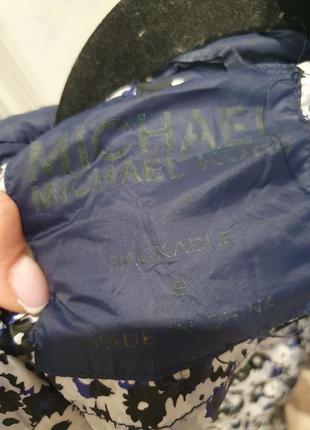 MICHAEL
MICHAEL KORS
PACKABLE
S
MADE IN CHINA